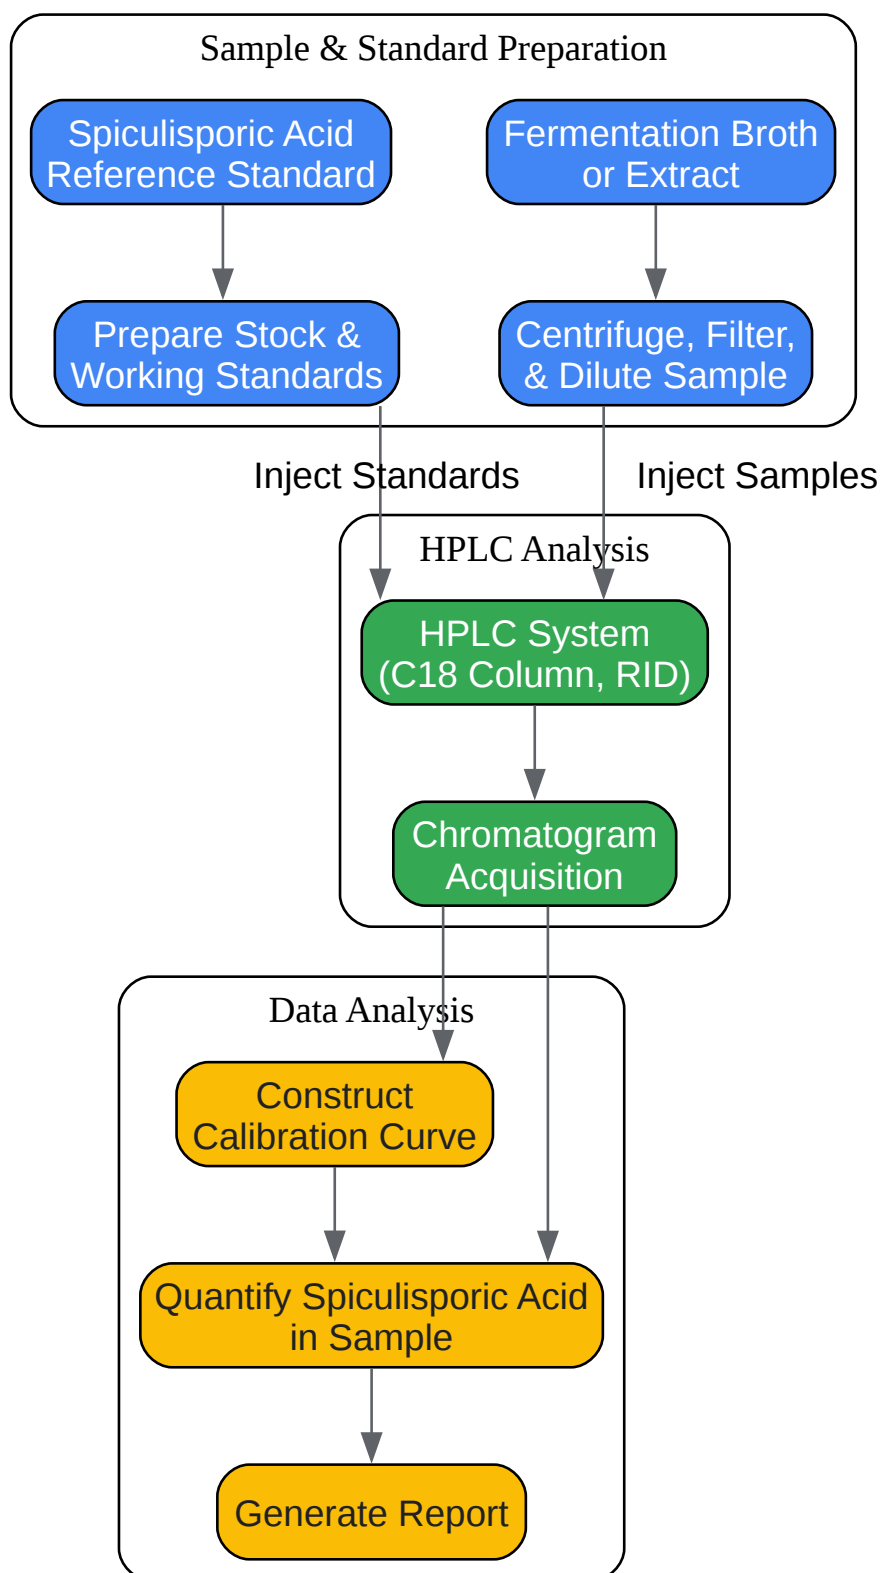 Sample & Standard Preparation
Spiculisporic Acid
Reference Standard
Fermentation Broth
or Extract
Prepare Stock &
Working Standards
Centrifuge, Filter,
& Dilute Sample
Inject Standards
Inject Samples
HPLC Analysis
HPLC System
(C18 Column, RID)
Chromatogram
Acquisition
Data Analysis
Construct
Calibration Curve
Quantify Spiculisporic Acid
in Sample
Generate Report